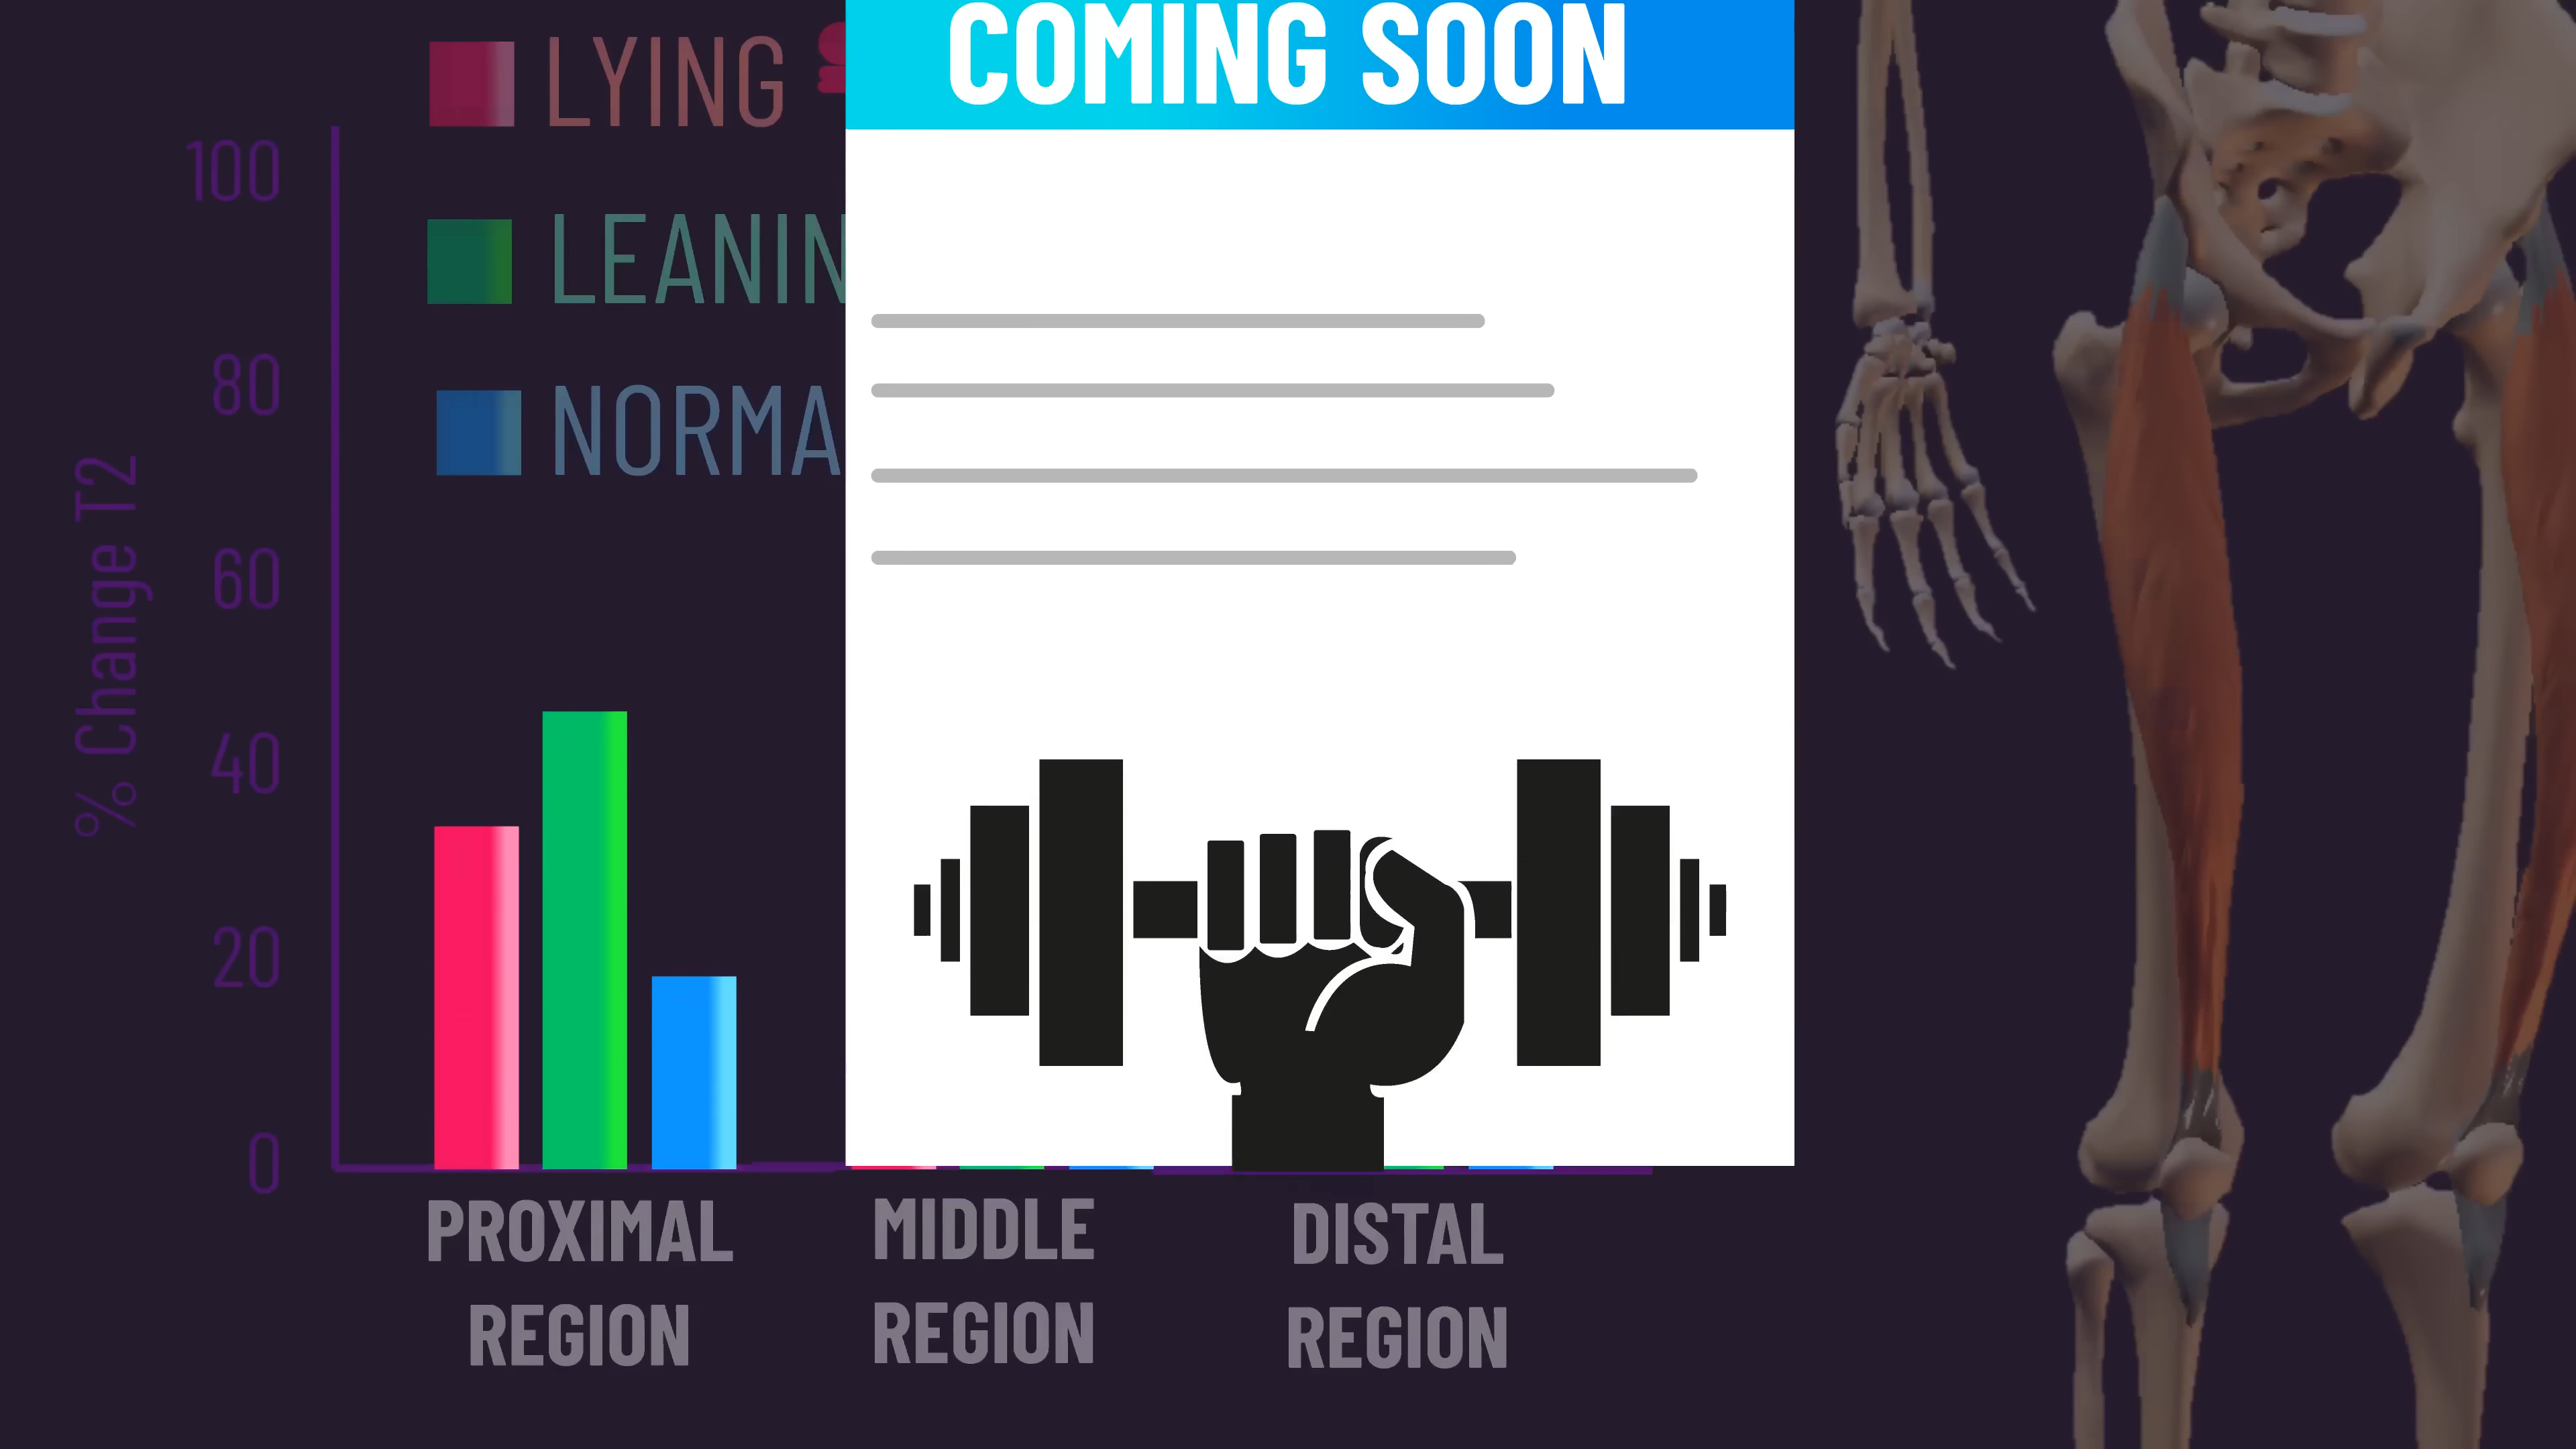 COMING SOON
LYING
LEANIN
NORMA
% Change T2
100
80
60
40
20
0
PROXIMAL
REGION
MIDDLE
REGION
DISTAL
REGION